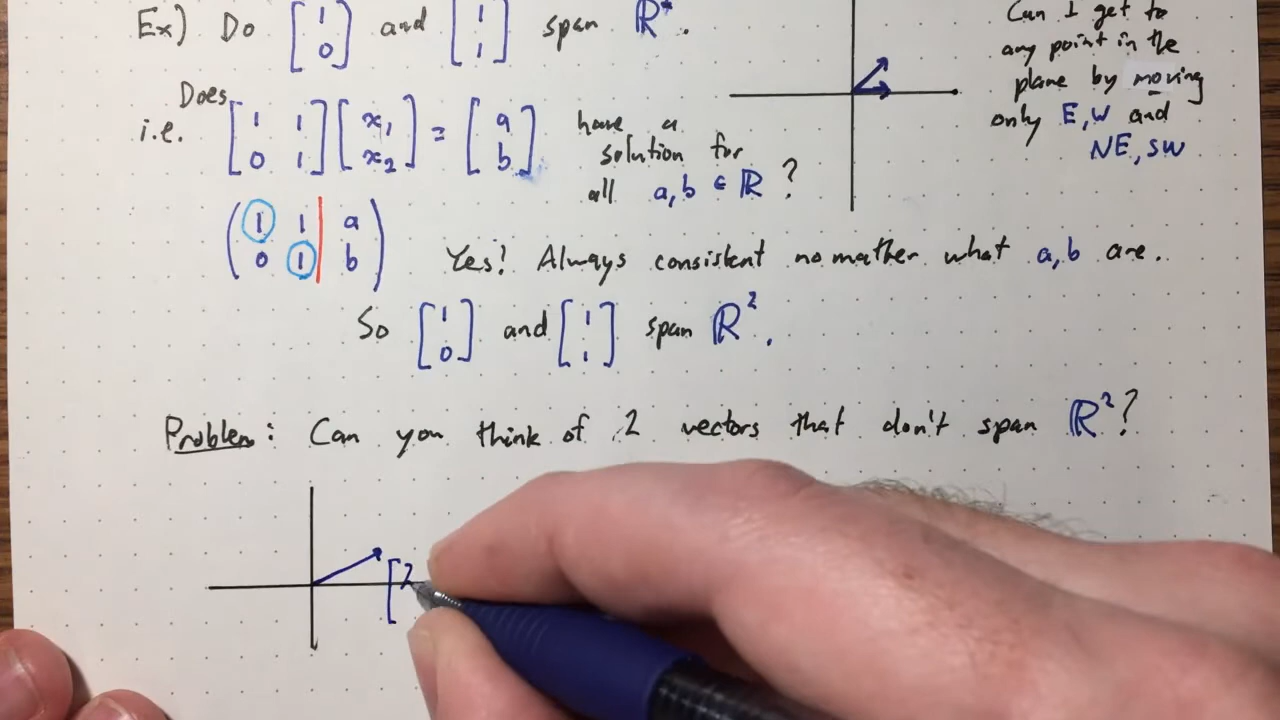 Ex) Do [1 0] and [1 1] span ℝ².
Can I get to
any point in the
plane by moving
only E, W and
NE, SW
Does
i.e. [1 1 0 1] [x₁ x₂] = [a b] have a
solution for
all a, b ∈ ℝ ?
(1 1 | a
0 1 | b)
Yes! Always consistent no mather what a, b are.
So [1 0] and [1 1] span ℝ².
Problem: Can you think of 2 vectors that don't span ℝ²?
[2